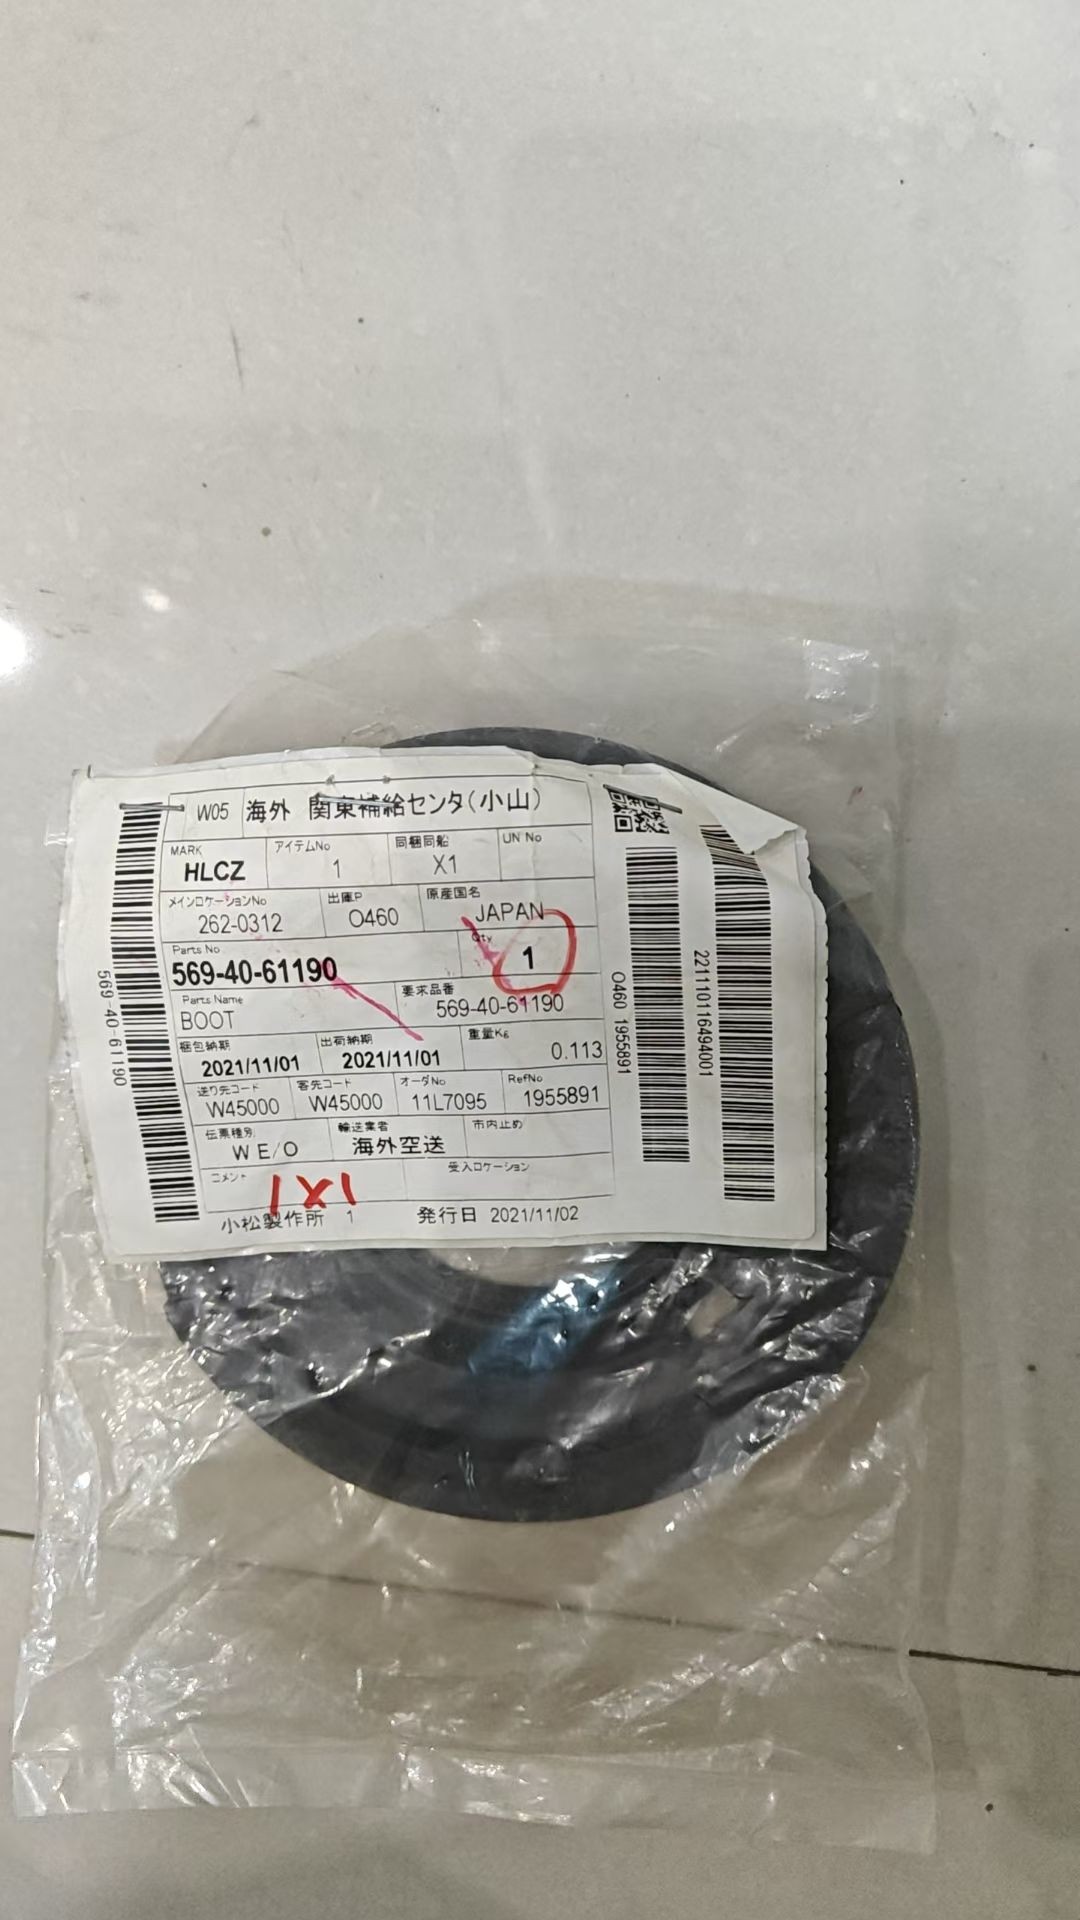 W05 海外 関東補給センタ(小山)
MARK アイテムNo 同梱同船 UN No
HLCZ 1 X1
メインロケーションNo 出庫P 原産国名
262-0312 O460 JAPAN
Parts No Qty
569-40-61190 1
Parts Name 要求品番
BOOT 569-40-61190
梱包納期 出荷納期 重量Kg
2021/11/01 2021/11/01 0.113
送り先コード 客先コード オーダNo RefNo
W45000 W45000 11L7095 1955891
伝票種別 輸送業者 市内止め
W E/O 海外空送
コメント 受入ロケーション
1X1
小松製作所 1 発行日 2021/11/02
569-40-61190
O460 1955891
221110116494001